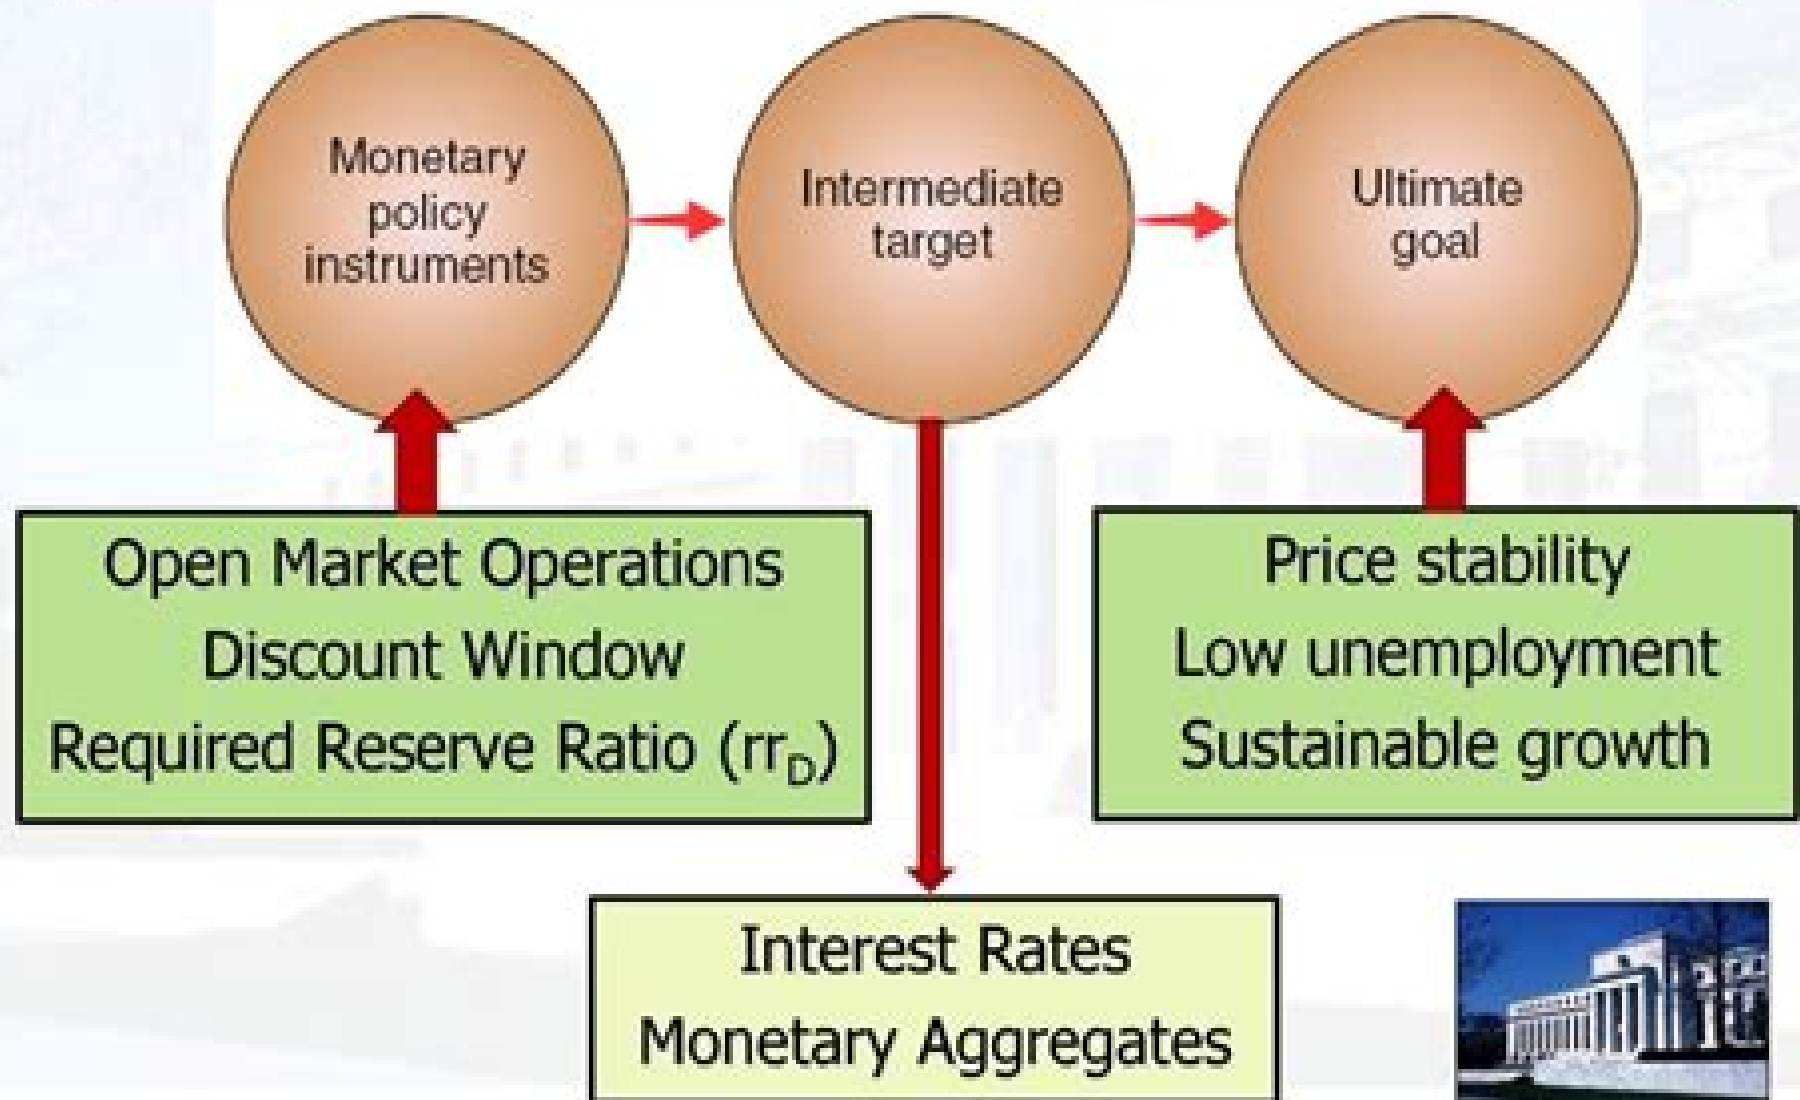 Monetary
policy
instruments
Intermediate
target
Ultimate
goal
Open Market Operations
Discount Window
Required Reserve Ratio (rr_D)
Price stability
Low unemployment
Sustainable growth
Interest Rates
Monetary Aggregates